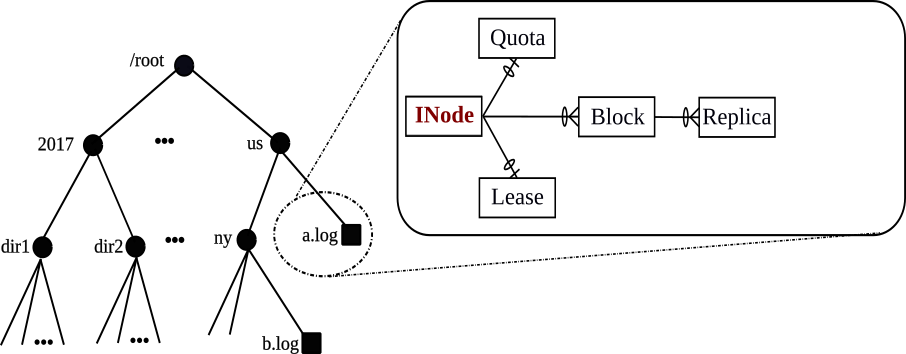 /root
2017
us
dir1
dir2
ny
a.log
b.log
Quota
INode
Block
Replica
Lease